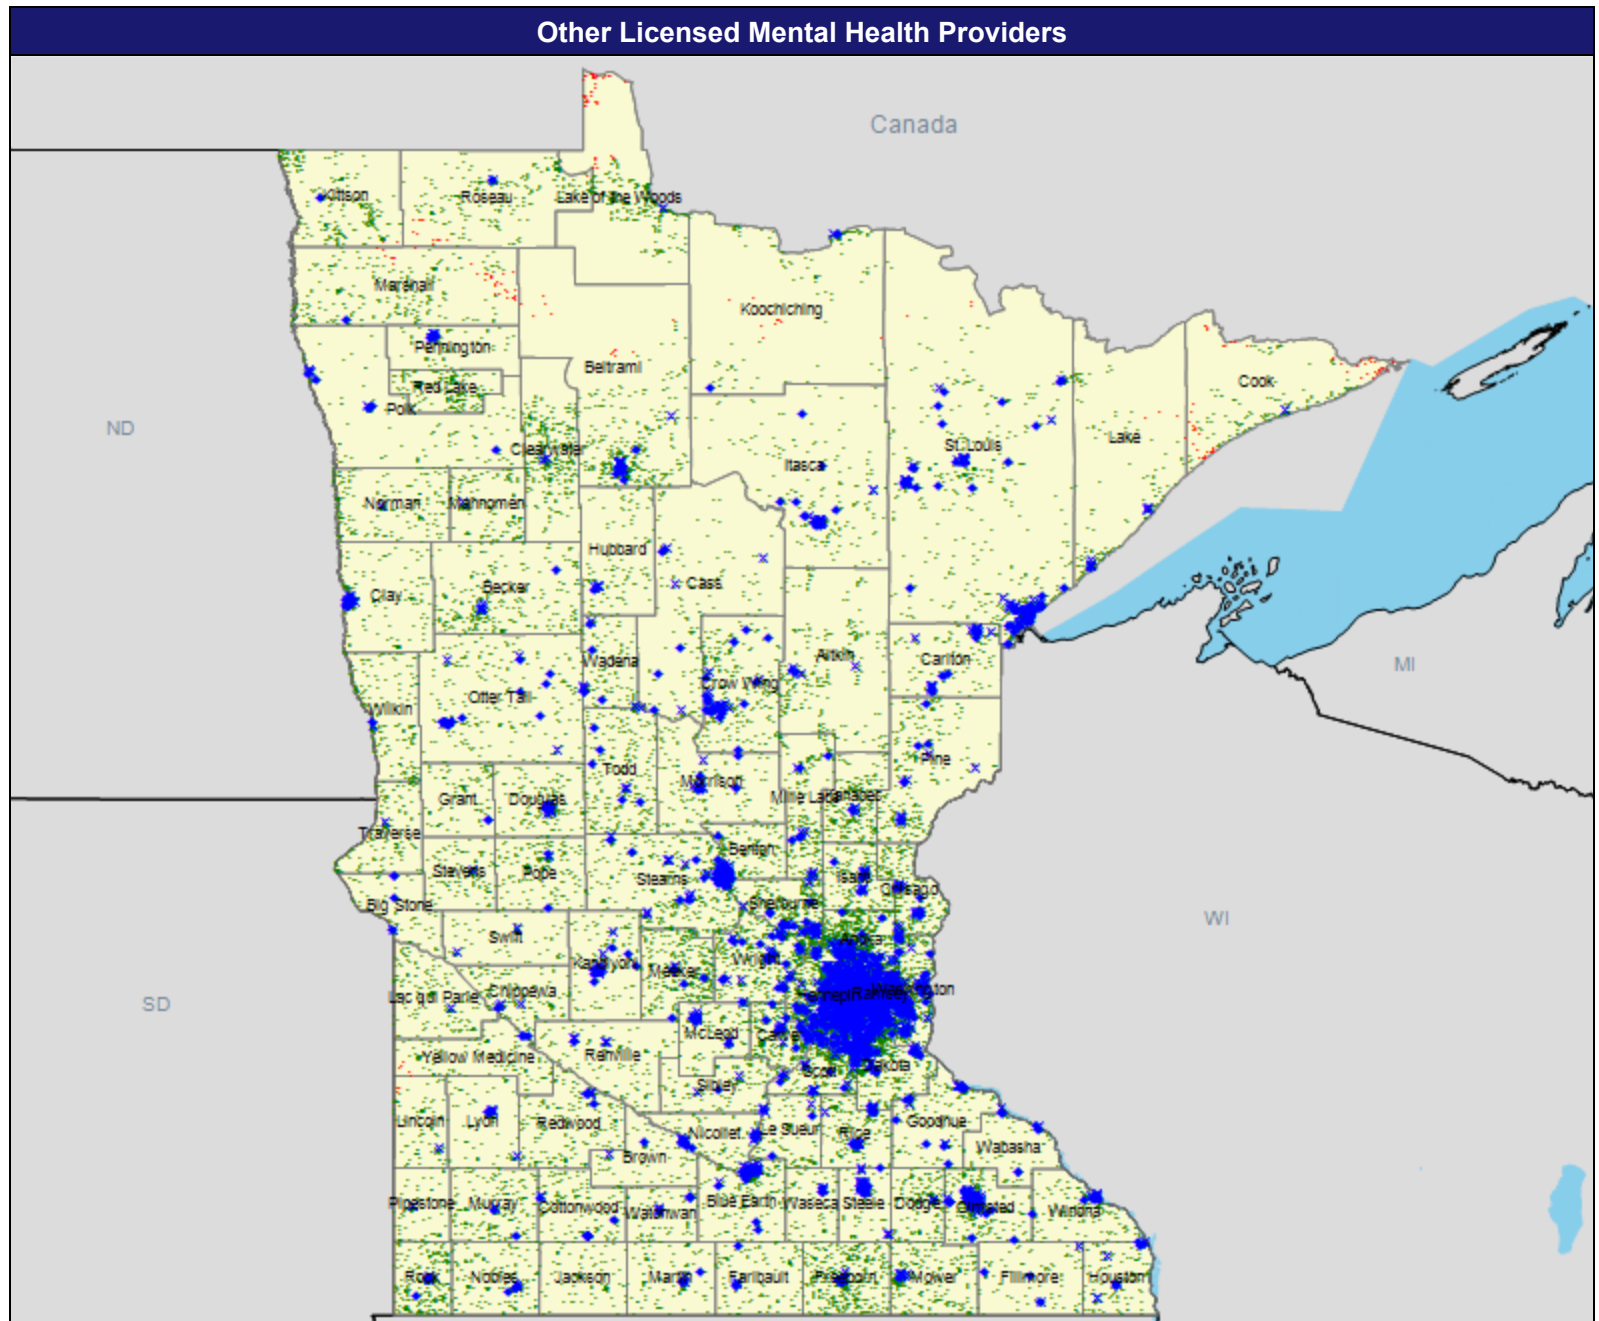 Other Licensed Mental Health Providers
Canada
Kittson
Roseau
Lake of the Woods
Marshall
Koochiching
Pennington
Beltrami
Red Lake
Cook
Polk
ND
Clearwater
St. Louis
Lake
Itasca
Norman
Mahnomen
Hubbard
Cass
Clay
Becker
Wadena
Aitkin
Carlton
MI
Otter Tail
Crow Wing
Wilkin
Pine
Todd
Morrison
Grant
Douglas
Mille Lacs
Kanabec
Traverse
Benton
Stevens
Pope
Stearns
Isanti
Chisago
Big Stone
Sherburne
WI
Swift
Anoka
Kandiyohi
Meeker
Wright
Lac qui Parle
Chippewa
Hennepin
Ramsey
Washington
SD
McLeod
Carver
Yellow Medicine
Renville
Scott
Dakota
Sibley
Lincoln
Lyon
Redwood
Nicollet
Le Sueur
Rice
Goodhue
Wabasha
Brown
Pipestone
Murray
Cottonwood
Watonwan
Blue Earth
Waseca
Steele
Dodge
Olmsted
Winona
Rock
Nobles
Jackson
Martin
Faribault
Freeborn
Mower
Fillmore
Houston